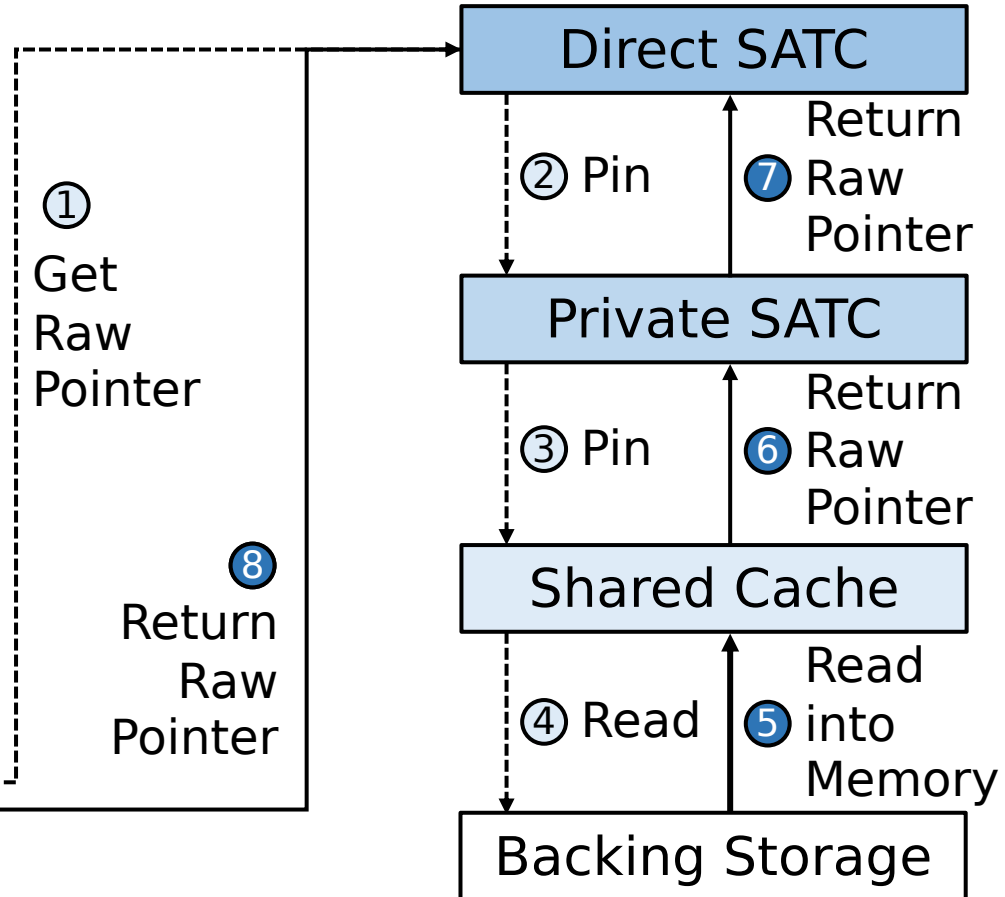 Direct SATC
1
Get
Raw
Pointer
2 Pin
7
Return
Raw
Pointer
Private SATC
3 Pin
6
Return
Raw
Pointer
8
Return
Raw
Pointer
Shared Cache
4 Read
5
Read
into
Memory
Backing Storage